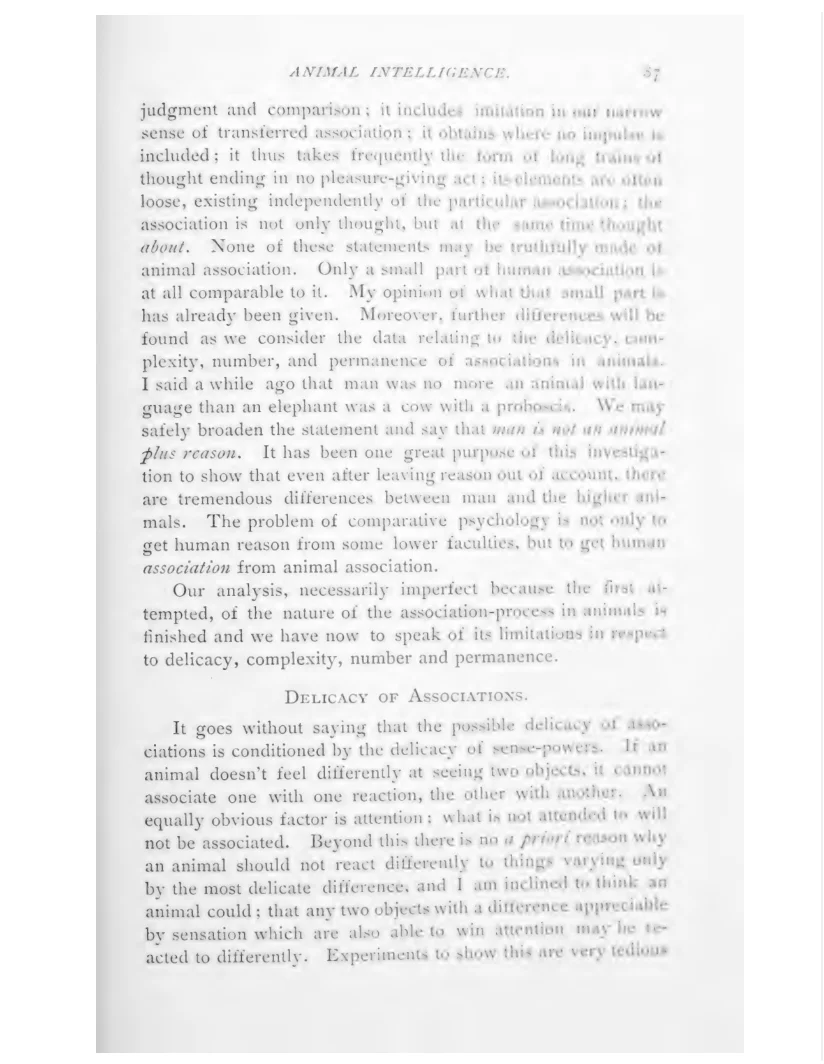 ANIMAL INTELLIGENCE. 87
judgment and comparison; it includes imitation in our narrow
sense of transferred association; it obtains where no impulse is
included; it thus takes frequently the form of long trains of
thought ending in no pleasure-giving act; its elements are often
loose, existing independently of the particular association; the
association is not only thought, but at the same time thought
about. None of these statements may be truthfully made of
animal association. Only a small part of human association is
at all comparable to it. My opinion of what that small part is
has already been given. Moreover, further differences will be
found as we consider the data relating to the delicacy, com-
plexity, number, and permanence of associations in animals.
I said a while ago that man was no more an animal with lan-
guage than an elephant was a cow with a proboscis. We may
safely broaden the statement and say that man is not an animal
plus reason. It has been one great purpose of this investiga-
tion to show that even after leaving reason out of account, there
are tremendous differences between man and the higher ani-
mals. The problem of comparative psychology is not only to
get human reason from some lower faculties, but to get human
association from animal association.
Our analysis, necessarily imperfect because the first at-
tempted, of the nature of the association-process in animals is
finished and we have now to speak of its limitations in respect
to delicacy, complexity, number and permanence.
Delicacy of Associations.
It goes without saying that the possible delicacy of asso-
ciations is conditioned by the delicacy of sense-powers. If an
animal doesn't feel differently at seeing two objects, it cannot
associate one with one reaction, the other with another. An
equally obvious factor is attention; what is not attended to will
not be associated. Beyond this there is no a priori reason why
an animal should not react differently to things varying only
by the most delicate difference, and I am inclined to think an
animal could; that any two objects with a difference appreciable
by sensation which are also able to win attention may be re-
acted to differently. Experiments to show this are very tedious